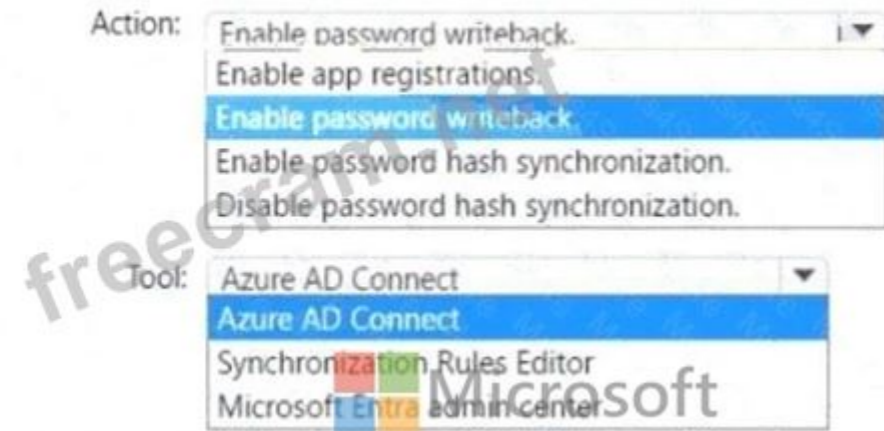 Action: Enable password writeback.
Enable app registrations.
Enable password writeback.
Enable password hash synchronization.
Disable password hash synchronization.
freecram.net
Tool: Azure AD Connect
Azure AD Connect
Synchronization Rules Editor
Microsoft Entra admin center
Microsoft